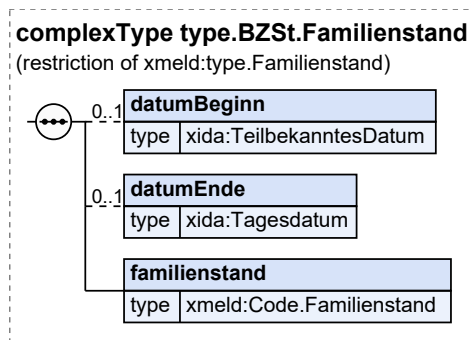 complexType type.BZSt.Familienstand
(restriction of xmeld:type.Familienstand)
0..1 datumBeginn
type xida:TeilbekanntesDatum
0..1 datumEnde
type xida:Tagesdatum
familienstand
type xmeld:Code.Familienstand